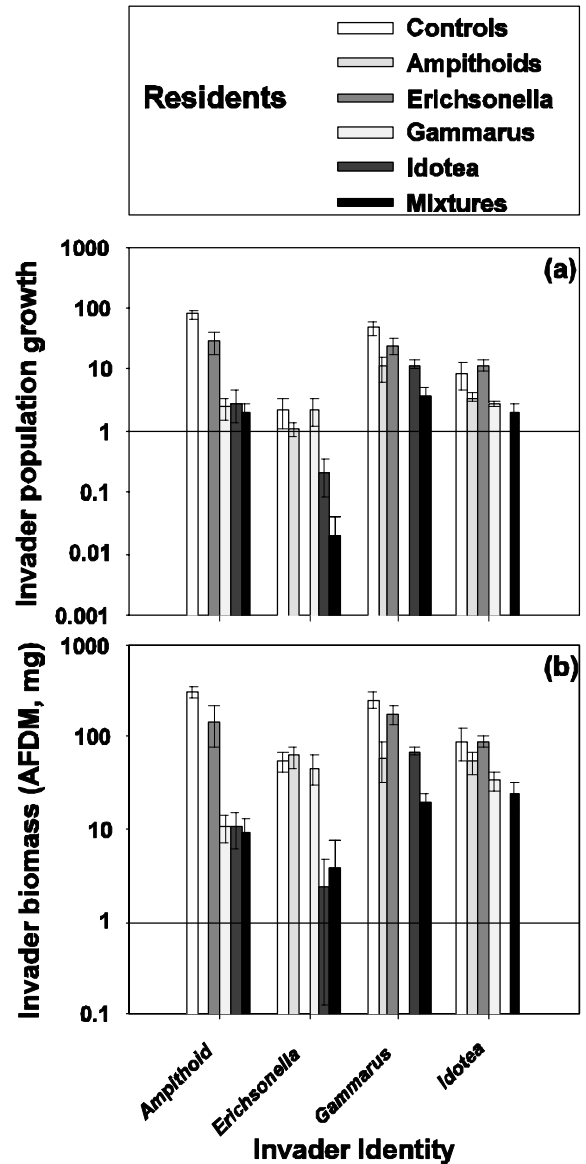 Residents
Controls
Ampithoids
Erichsonella
Gammarus
Idotea
Mixtures
(a)
Invader population growth
1000
100
10
1
0.1
0.01
0.001
(b)
Invader biomass (AFDM, mg)
1000
100
10
1
0.1
Ampithoid
Erichsonella
Gammarus
Idotea
Invader Identity